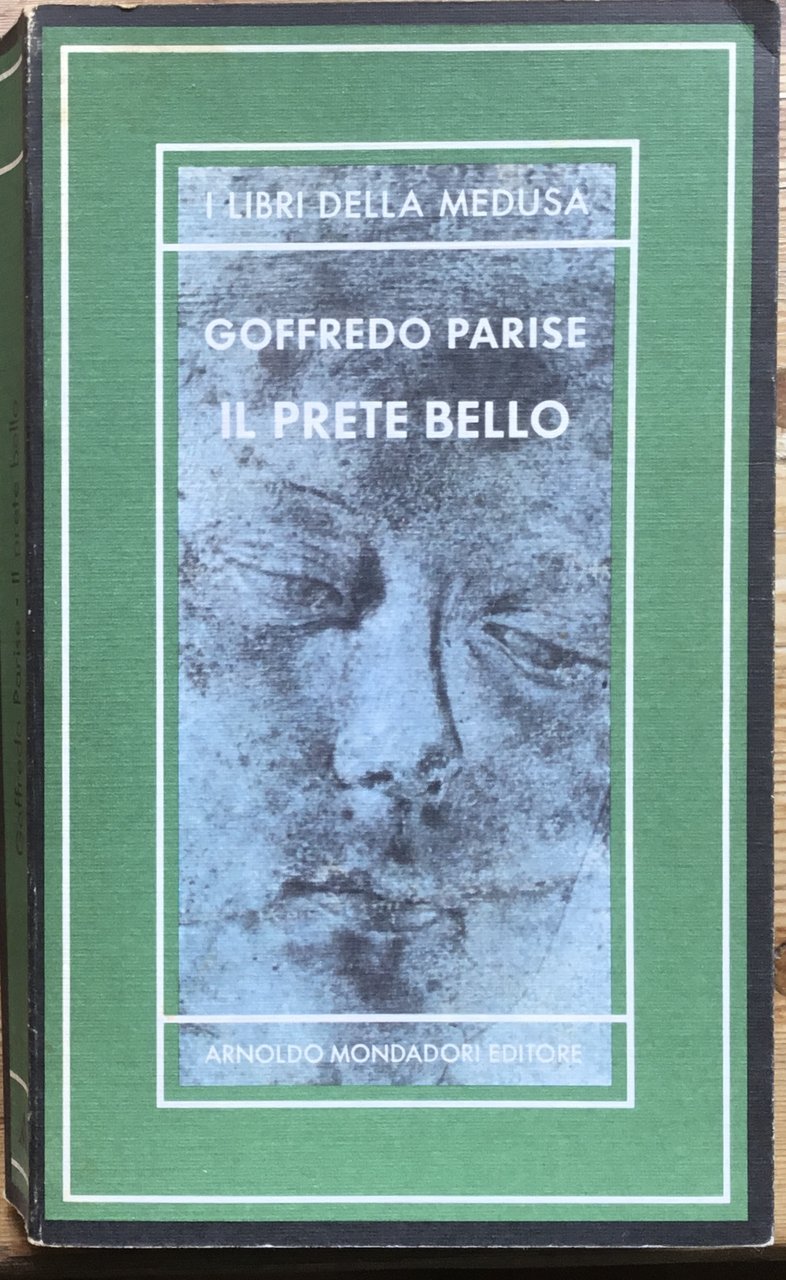 I LIBRI DELLA MEDUSA
GOFFREDO PARISE
IL PRETE BELLO
ARNOLDO MONDADORI EDITORE
Goffredo Parise - Il prete bello